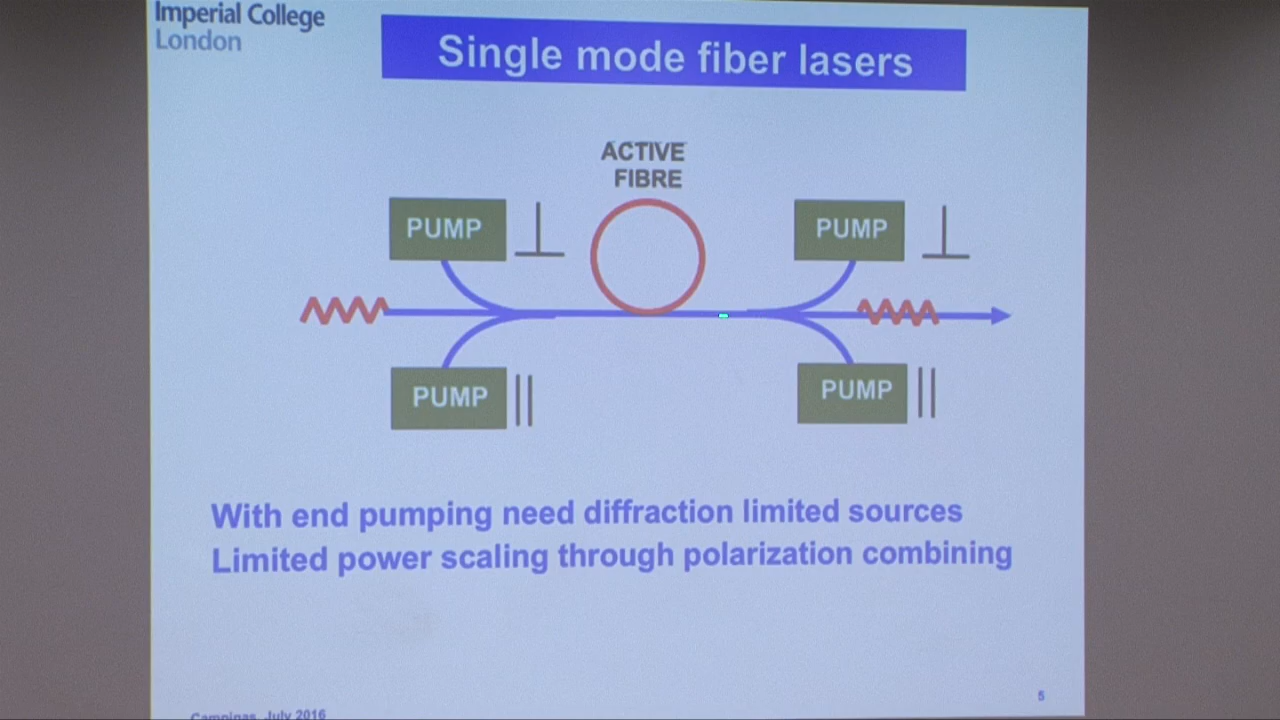 Imperial College
London
Single mode fiber lasers
ACTIVE
FIBRE
PUMP
PUMP
PUMP
PUMP
With end pumping need diffraction limited sources
Limited power scaling through polarization combining
5
Campinas, July 2016